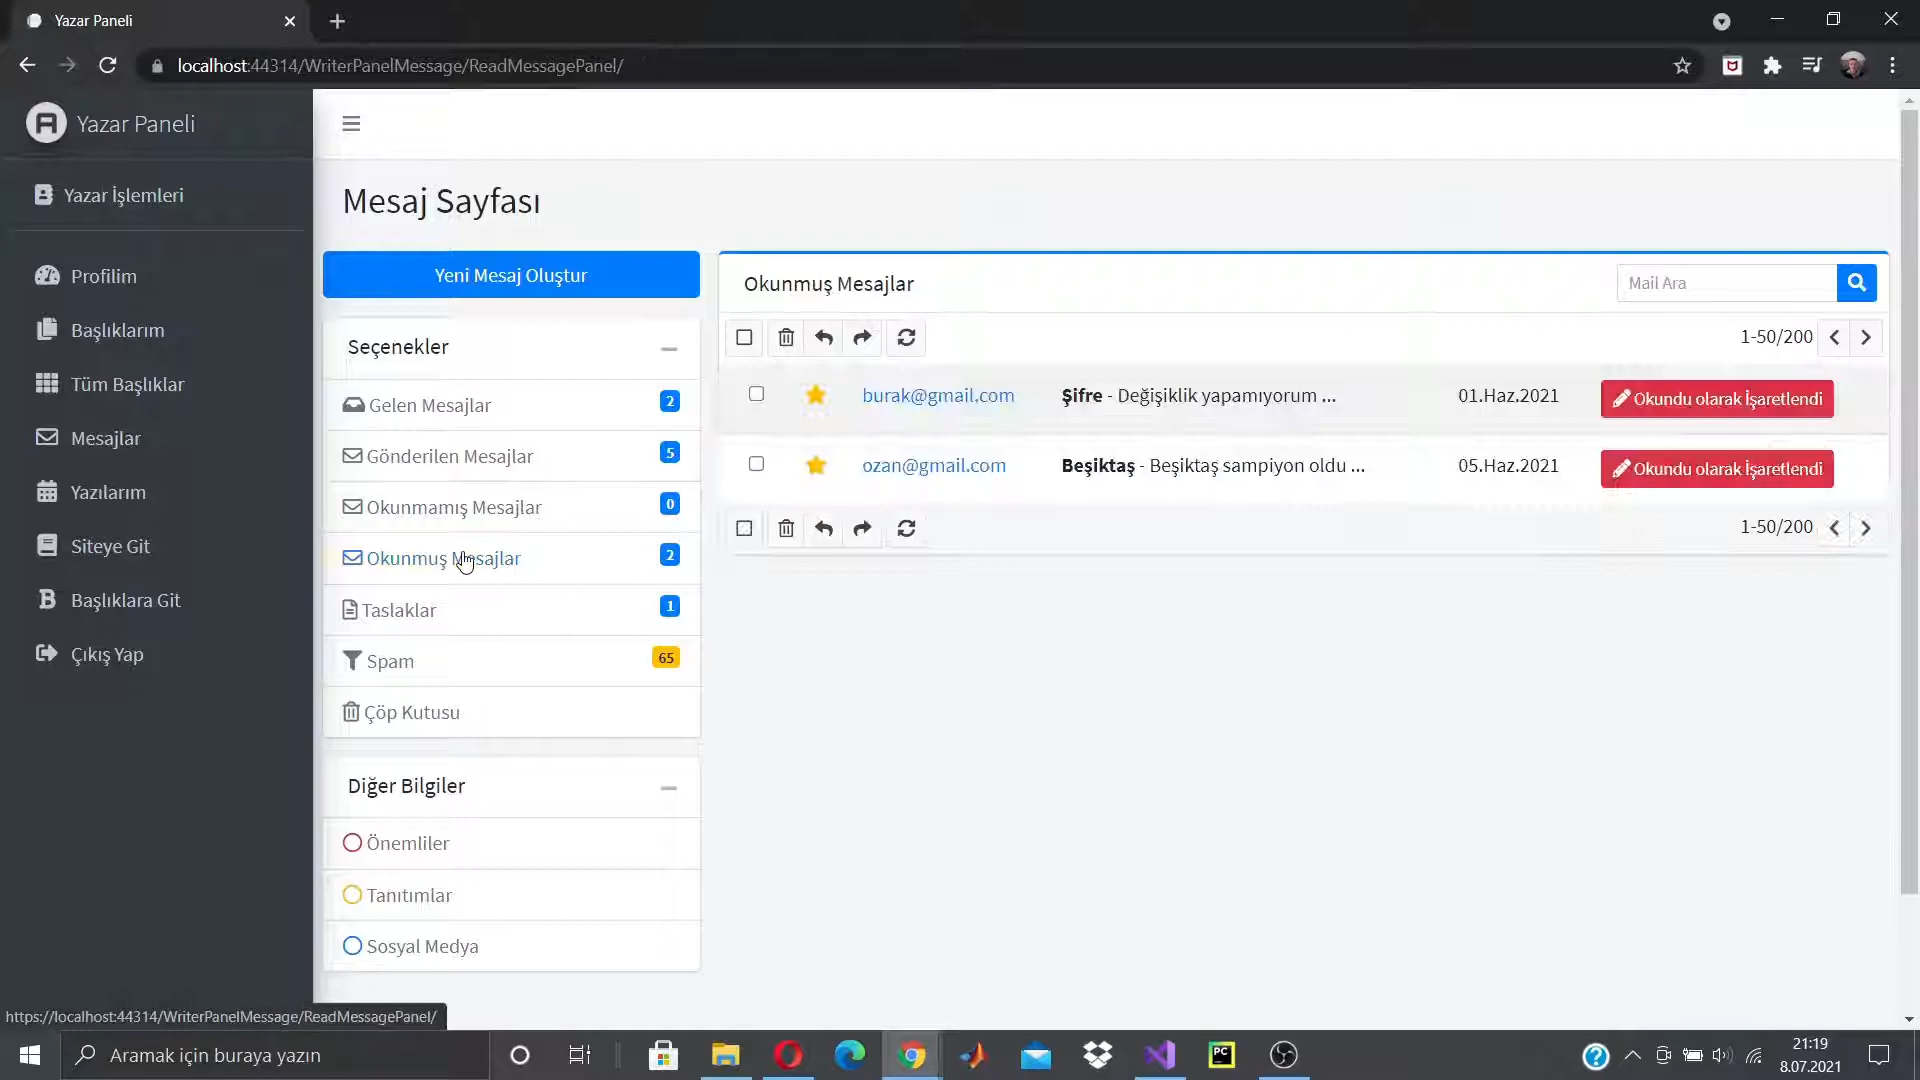 Yazar Paneli
localhost:44314/WriterPanelMessage/ReadMessagePanel/
Yazar Paneli
Yazar İşlemleri
Profilim
Başlıklarım
Tüm Başlıklar
Mesajlar
Yazılarım
Siteye Git
Başlıklara Git
Çıkış Yap
Mesaj Sayfası
Yeni Mesaj Oluştur
Seçenekler
Gelen Mesajlar 2
Gönderilen Mesajlar 5
Okunmamış Mesajlar 0
Okunmuş Mesajlar 2
Taslaklar 1
Spam 65
Çöp Kutusu
Diğer Bilgiler
Önemliler
Tanıtımlar
Sosyal Medya
Okunmuş Mesajlar
Mail Ara
1-50/200
burak@gmail.com Şifre - Değişiklik yapamıyorum ... 01.Haz.2021 Okundu olarak İşaretlendi
ozan@gmail.com Beşiktaş - Beşiktaş sampiyon oldu ... 05.Haz.2021 Okundu olarak İşaretlendi
1-50/200
https://localhost:44314/WriterPanelMessage/ReadMessagePanel/
Aramak için buraya yazın
PC
21:19
8.07.2021